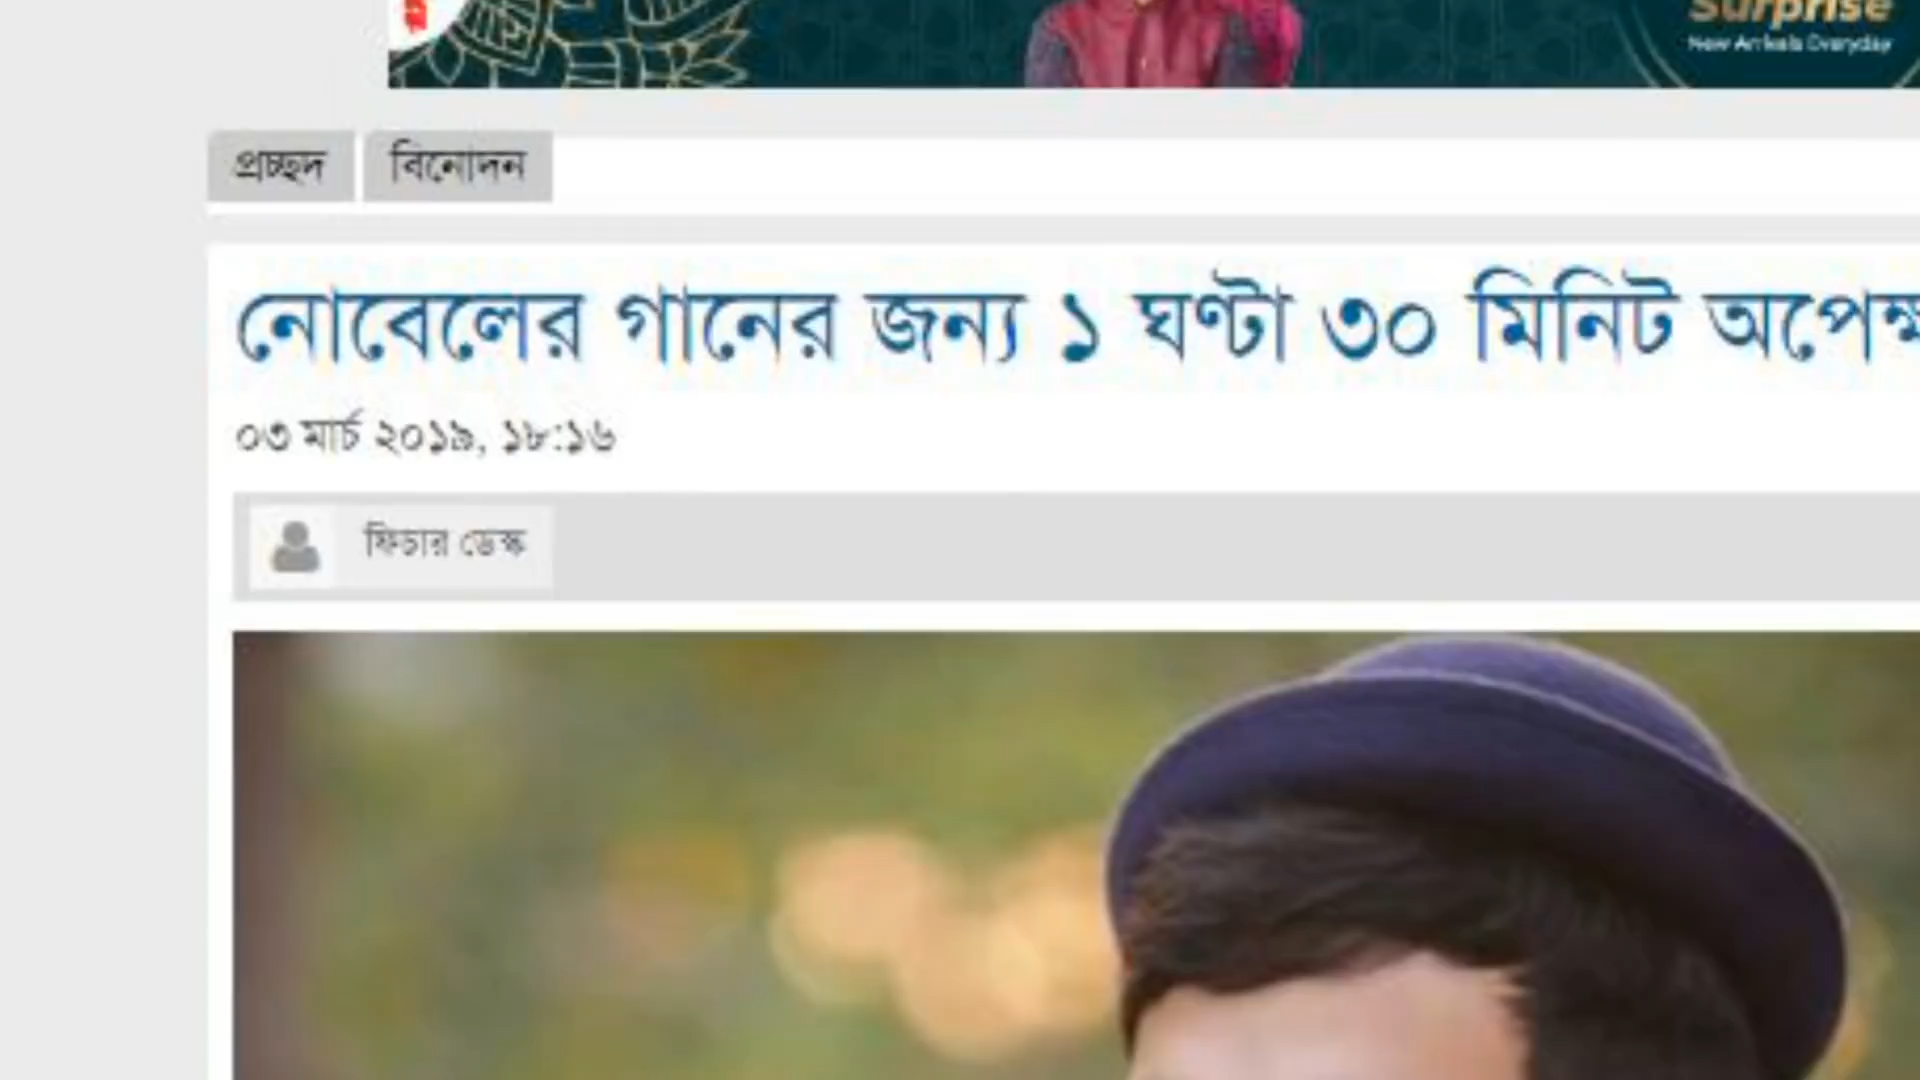 Surprise
New Arrivals Everyday
প্রচ্ছদ বিনোদন
নোবেলের গানের জন্য ১ ঘণ্টা ৩০ মিনিট অপেক্ষ
০৩ মার্চ ২০১৯, ১৮:১৬
ফিচার ডেস্ক